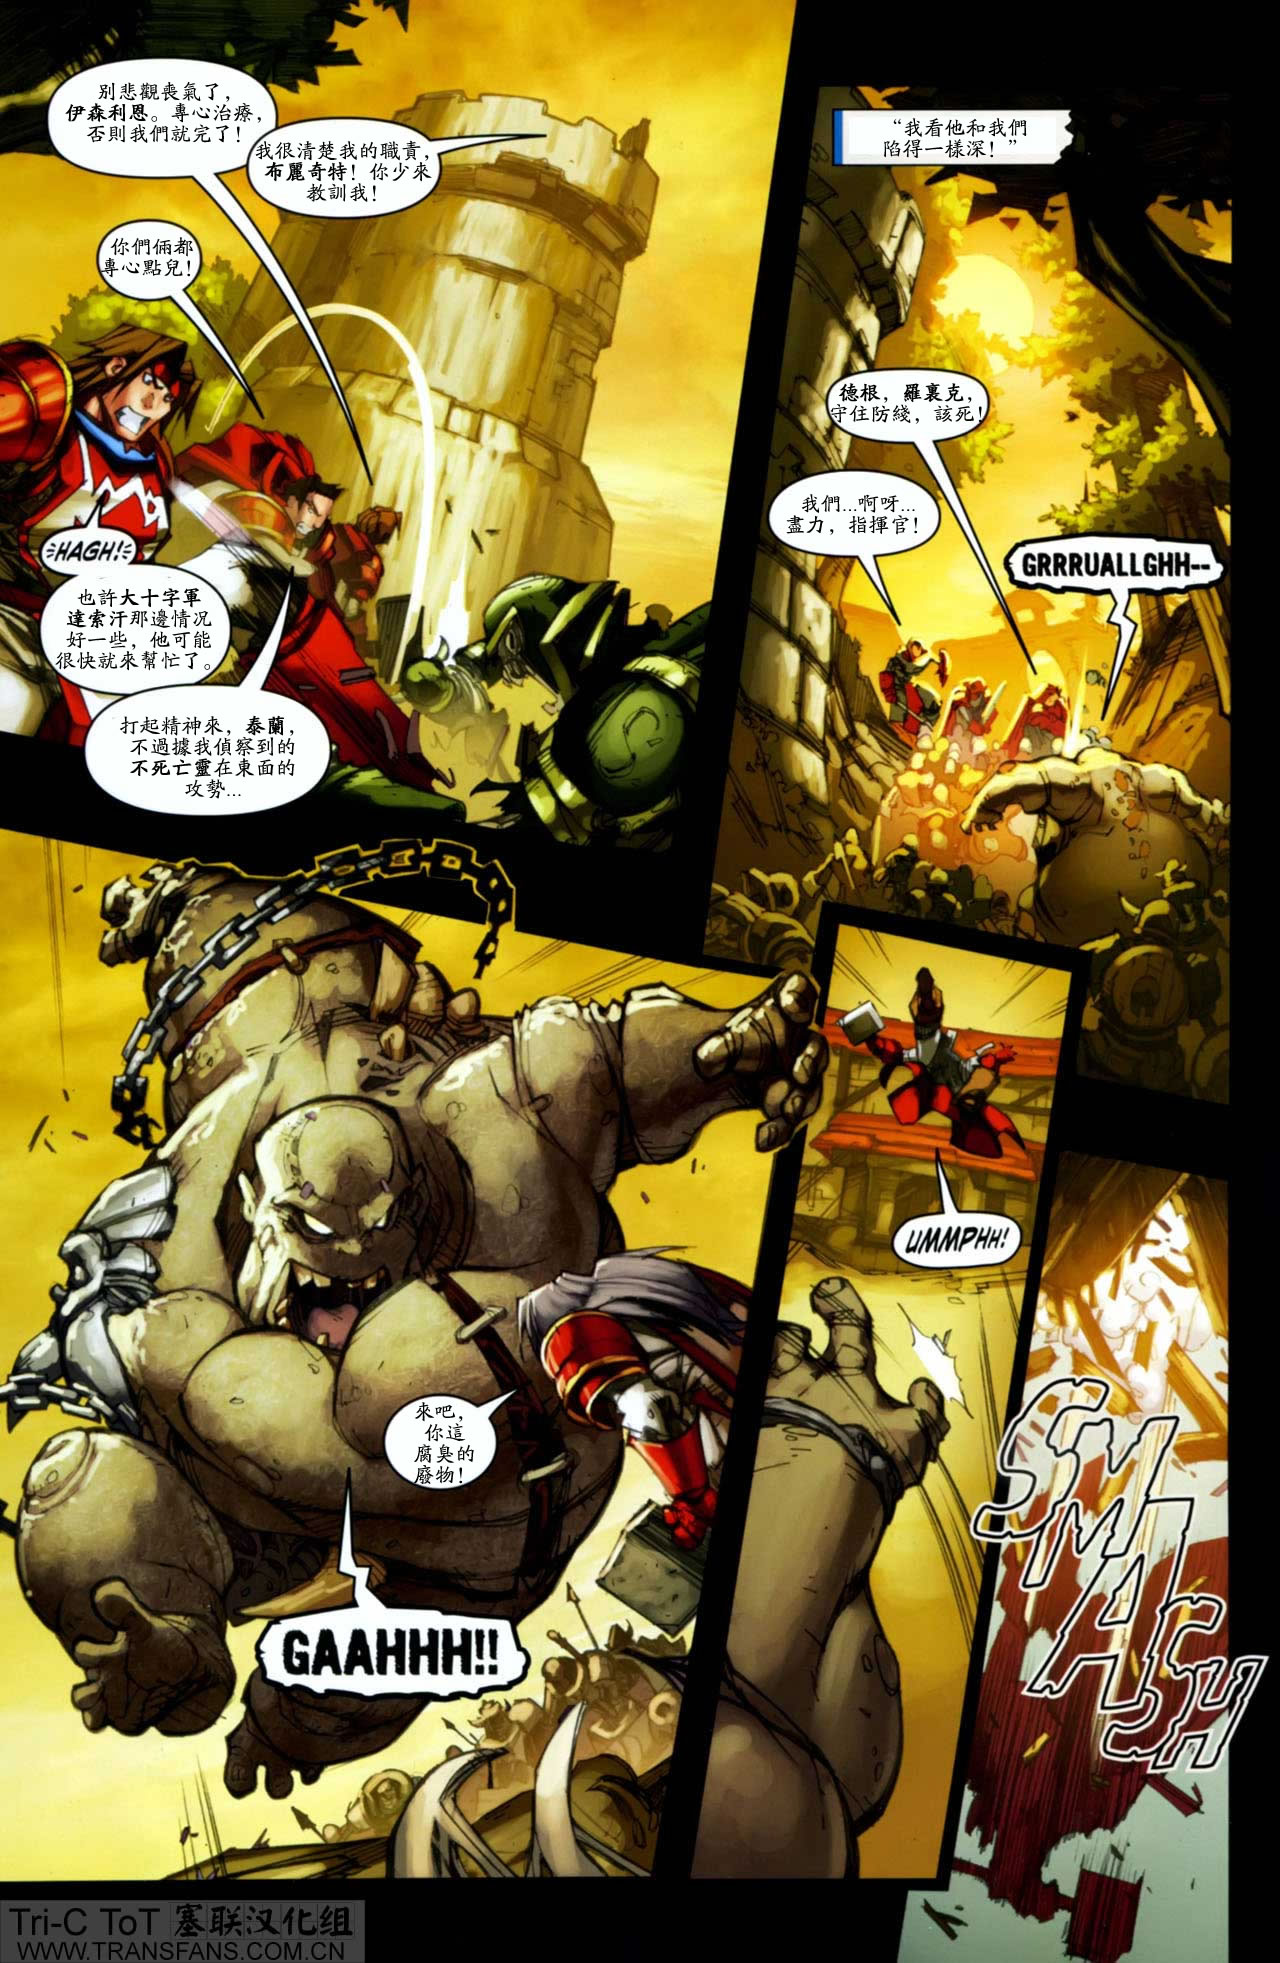 別悲觀喪氣了，
伊森利恩。專心治療，
否則我們就完了！
我很清楚我的職責，
布麗奇特！你少來
教訓我！
你們倆都
專心點兒！
HAGH!
也許大十字軍
達索汗那邊情況
好一些，他可能
很快就來幫忙了。
打起精神來，泰蘭，
不過據我偵察到的
不死亡靈在東面的
攻勢...
“我看他和我們
陷得一樣深！”
德根，羅裏克，
守住防綫，該死！
我們...啊呀...
盡力，指揮官！
GRRRUALLGHH--
來吧，
你這
腐臭的
廢物！
GAAHHH!!
UMMPHH!
SMASH
Tri-C ToT 塞联汉化组
WWW.TRANSFANS.COM.CN